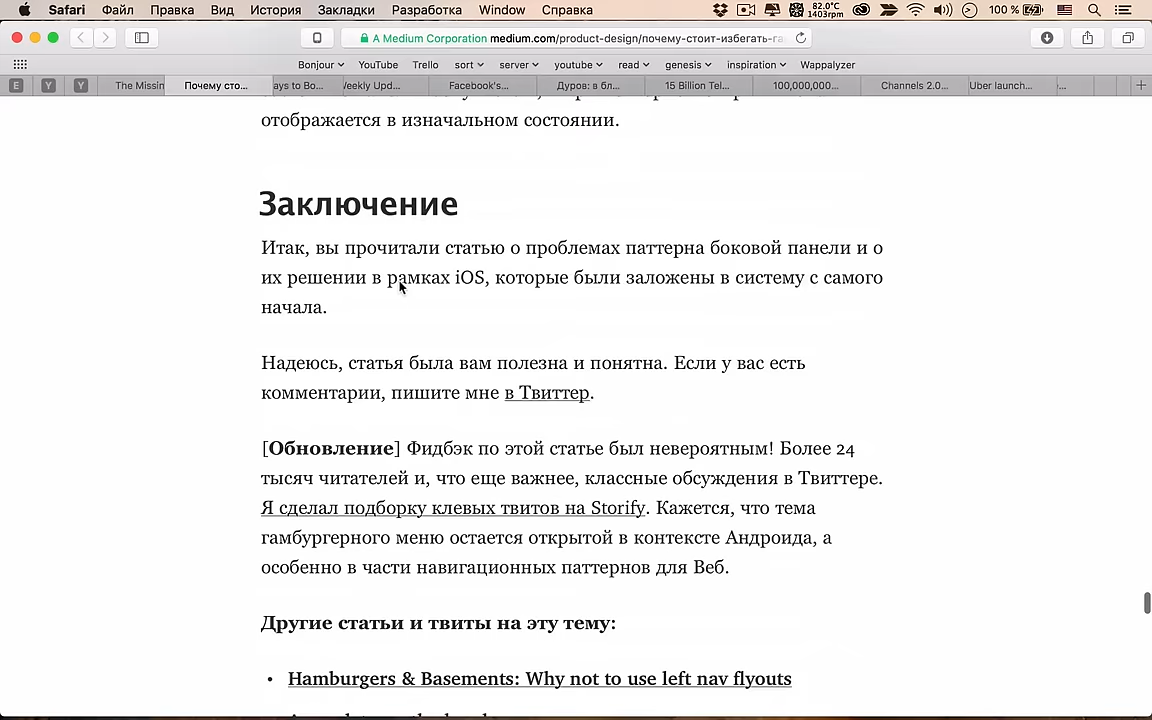 Safari Файл Правка Вид История Закладки Разработка Window Справка 82.0°C 1403rpm 100 %
A Medium Corporation medium.com/product-design/почему-стоит-избегать-га
Bonjour YouTube Trello sort server youtube read genesis inspiration Wappalyzer
E Y Y The Missin Почему сто... ays to Bo... Weekly Upd... Facebook's... Дуров: в бл... 15 Billion Tel... 100,000,000... Channels 2.0... Uber launch... ...
отображается в изначальном состоянии.
Заключение
Итак, вы прочитали статью о проблемах паттерна боковой панели и о
их решении в рамках iOS, которые были заложены в систему с самого
начала.
Надеюсь, статья была вам полезна и понятна. Если у вас есть
комментарии, пишите мне в Твиттер.
[Обновление] Фидбэк по этой статье был невероятным! Более 24
тысяч читателей и, что еще важнее, классные обсуждения в Твиттере.
Я сделал подборку клевых твитов на Storify. Кажется, что тема
гамбургерного меню остается открытой в контексте Андроида, а
особенно в части навигационных паттернов для Веб.
Другие статьи и твиты на эту тему:
• Hamburgers & Basements: Why not to use left nav flyouts